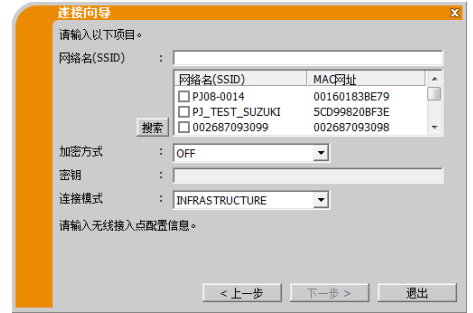 连接向导 x
请输入以下项目。
网络名(SSID) :
网络名(SSID) MAC网址
PJ08-0014 00160183BE79
PJ_TEST_SUZUKI 5CD99820BF3E
002687093099 002687093098
搜索
加密方式 : OFF
密钥 :
连接模式 : INFRASTRUCTURE
请输入无线接入点配置信息。
<上一步 下一步> 退出